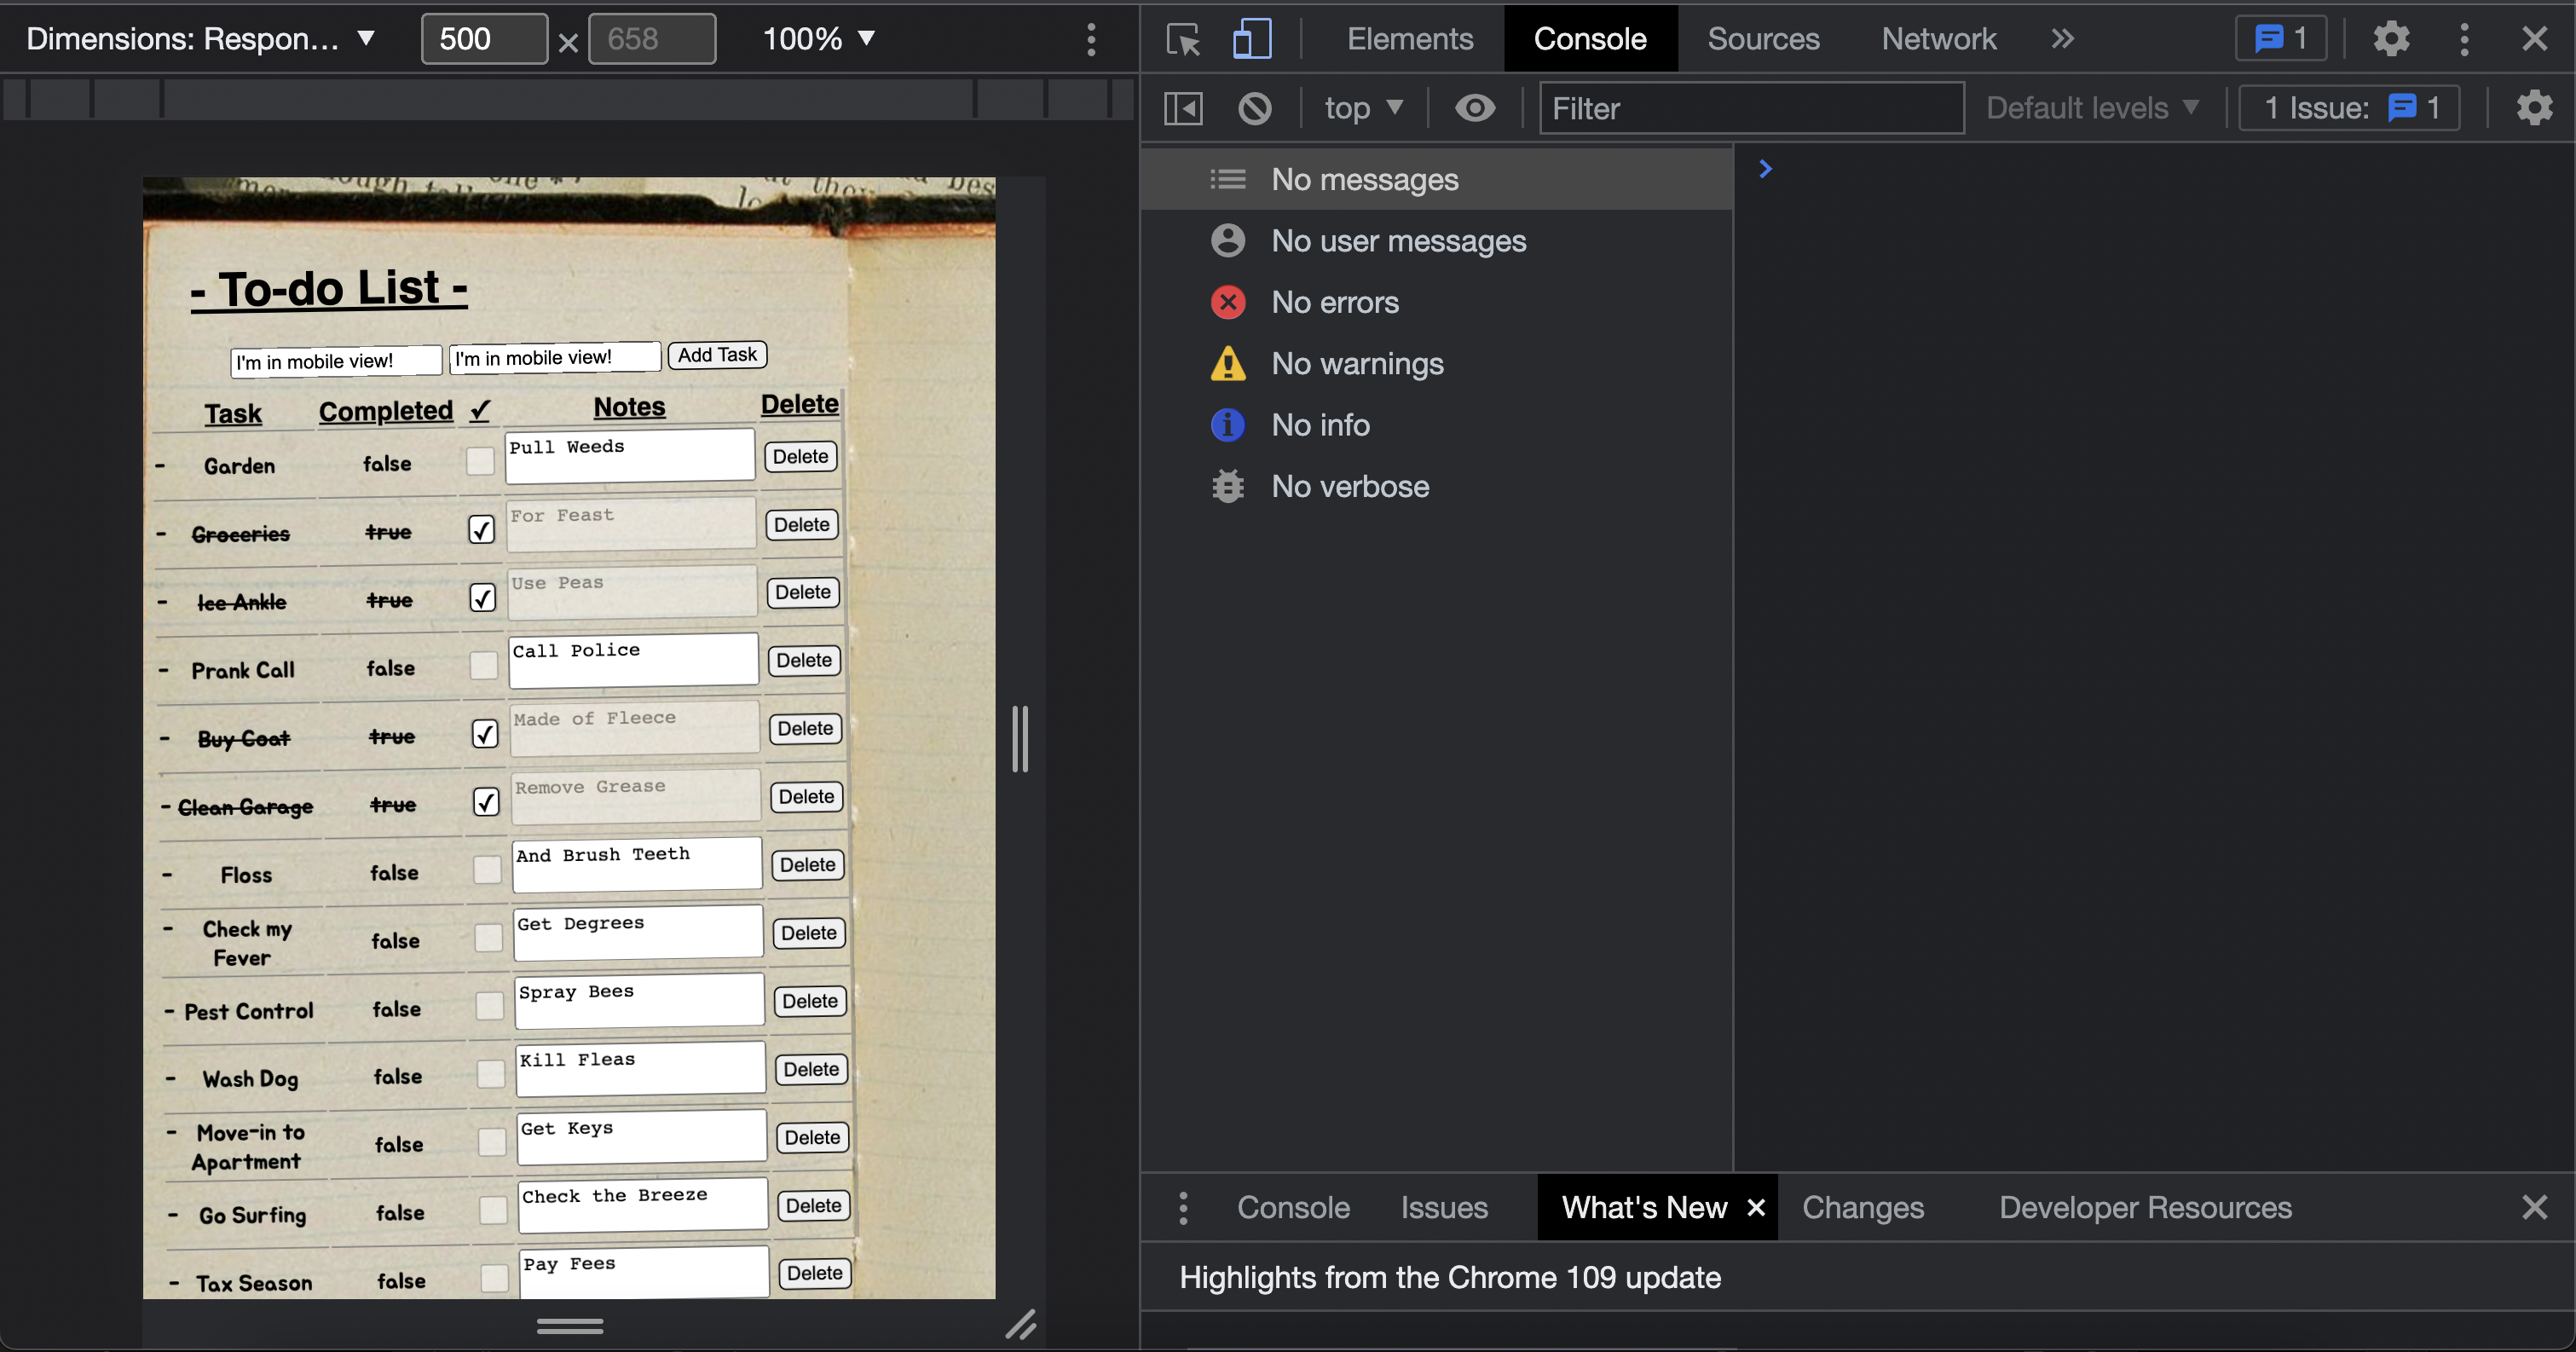 Dimensions: Respon... ▼ 500 × 658 100% ▼
Elements Console Sources Network » 1
top ▼ Filter Default levels ▼ 1 Issue: 1
No messages
No user messages
No errors
No warnings
No info
No verbose
- To-do List -
I'm in mobile view! I'm in mobile view! Add Task
Task Completed ✓ Notes Delete
- Garden false Pull Weeds Delete
- Groceries true ✓ For Feast Delete
- Ice Ankle true ✓ Use Peas Delete
- Prank Call false Call Police Delete
- Buy Coat true ✓ Made of Fleece Delete
- Clean Garage true ✓ Remove Grease Delete
- Floss false And Brush Teeth Delete
- Check my
Fever false Get Degrees Delete
- Pest Control false Spray Bees Delete
- Wash Dog false Kill Fleas Delete
- Move-in to
Apartment false Get Keys Delete
- Go Surfing false Check the Breeze Delete
- Tax Season false Pay Fees Delete
Console Issues What's New × Changes Developer Resources
Highlights from the Chrome 109 update